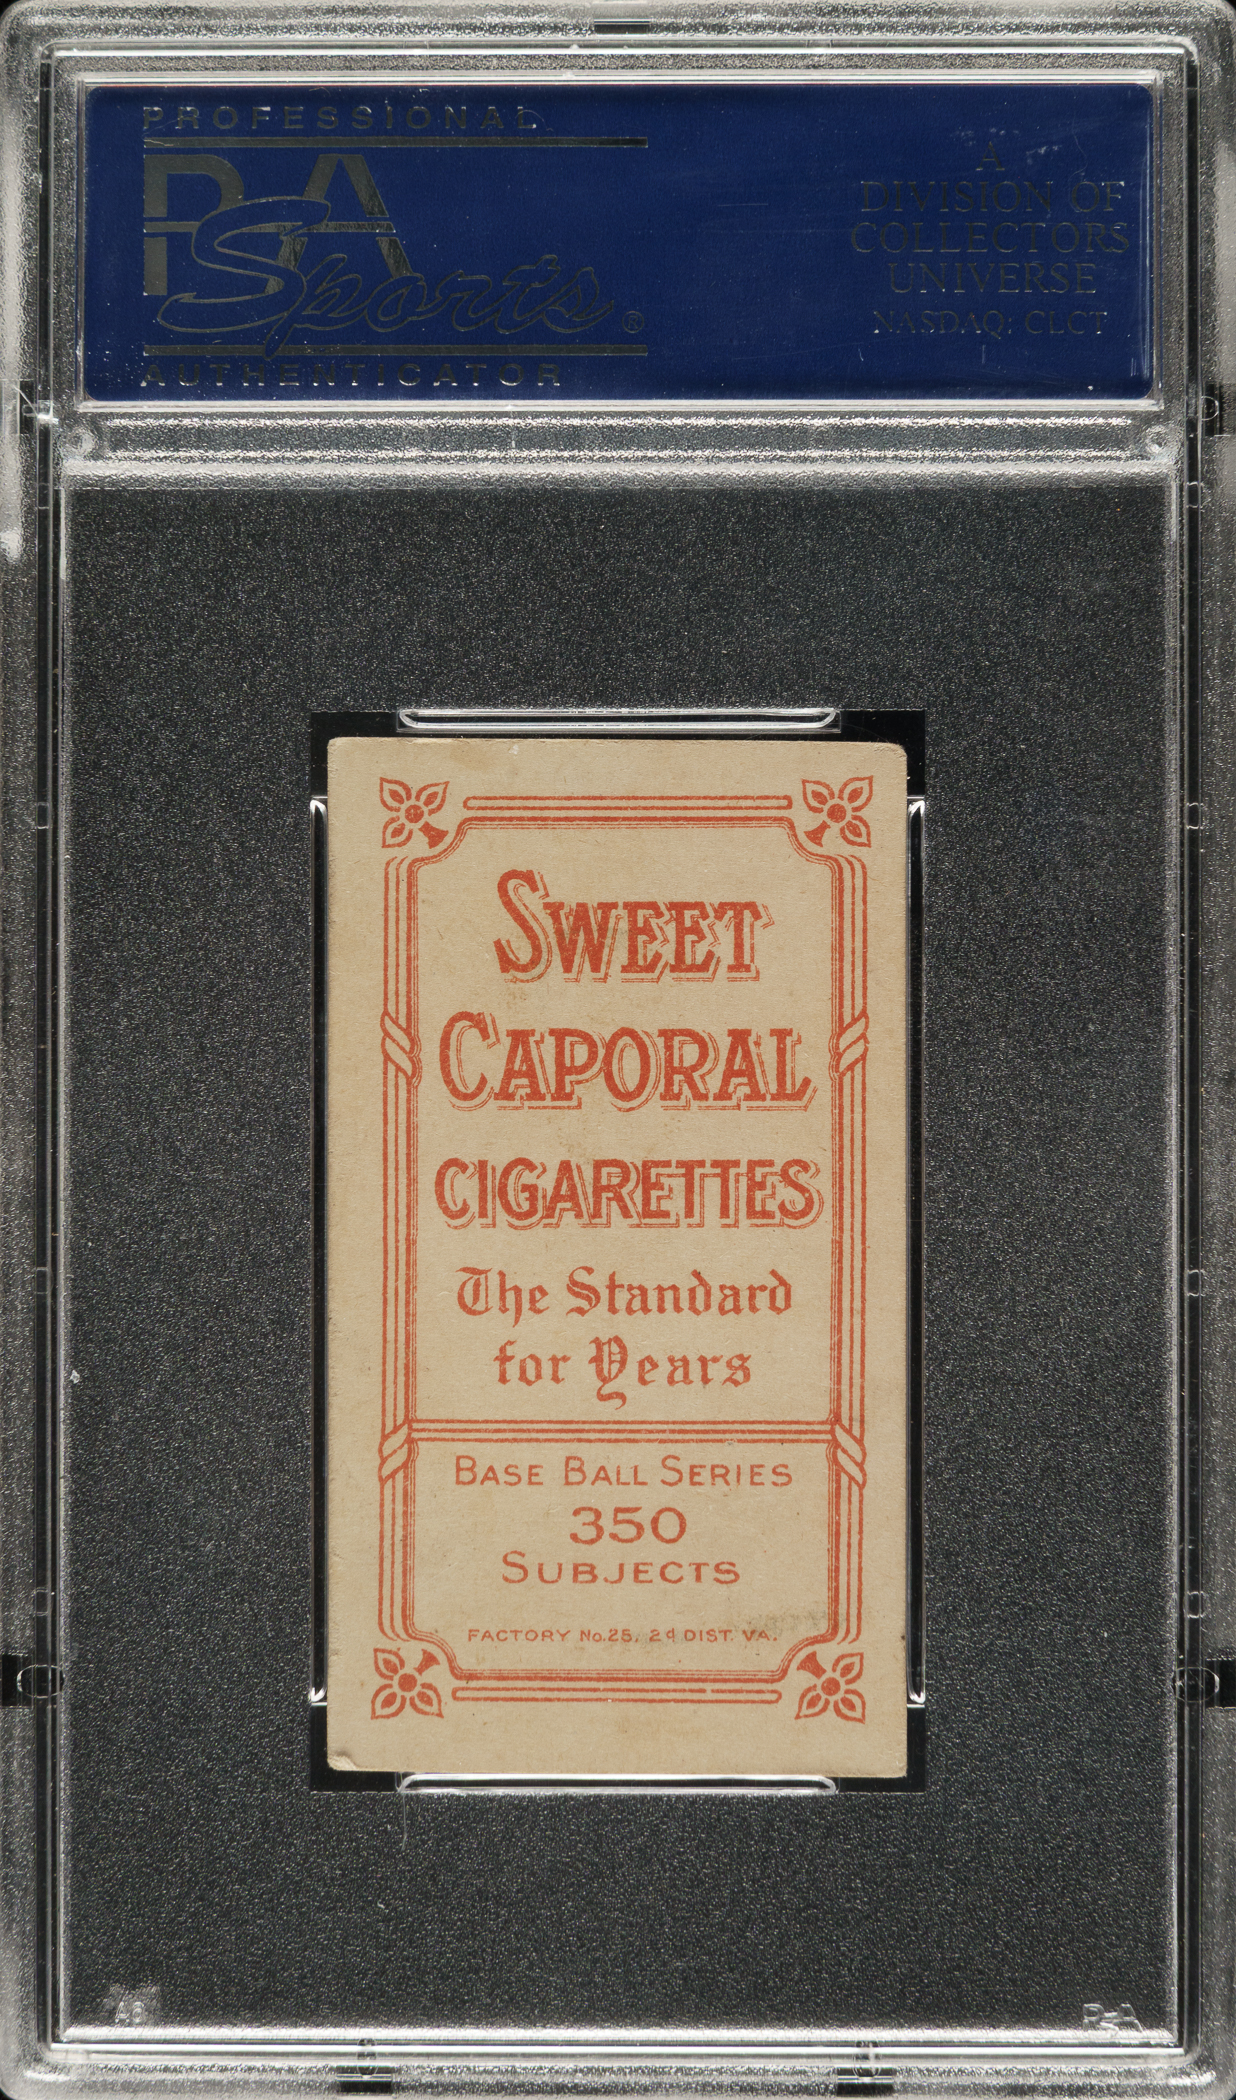 PROFESSIONAL
PSA
Sports®
AUTHENTICATOR
A
DIVISION OF
COLLECTORS
UNIVERSE
NASDAQ: CLCT
SWEET
CAPORAL
CIGARETTES
The Standard
for Years
BASE BALL SERIES
350
SUBJECTS
FACTORY No. 25, 2d DIST. VA.
PSA